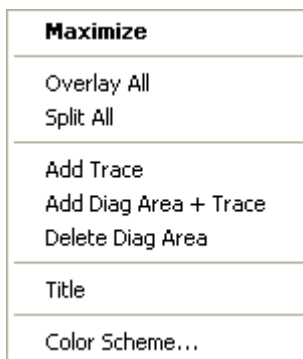 Maximize
Overlay All
Split All
Add Trace
Add Diag Area + Trace
Delete Diag Area
Title
Color Scheme...